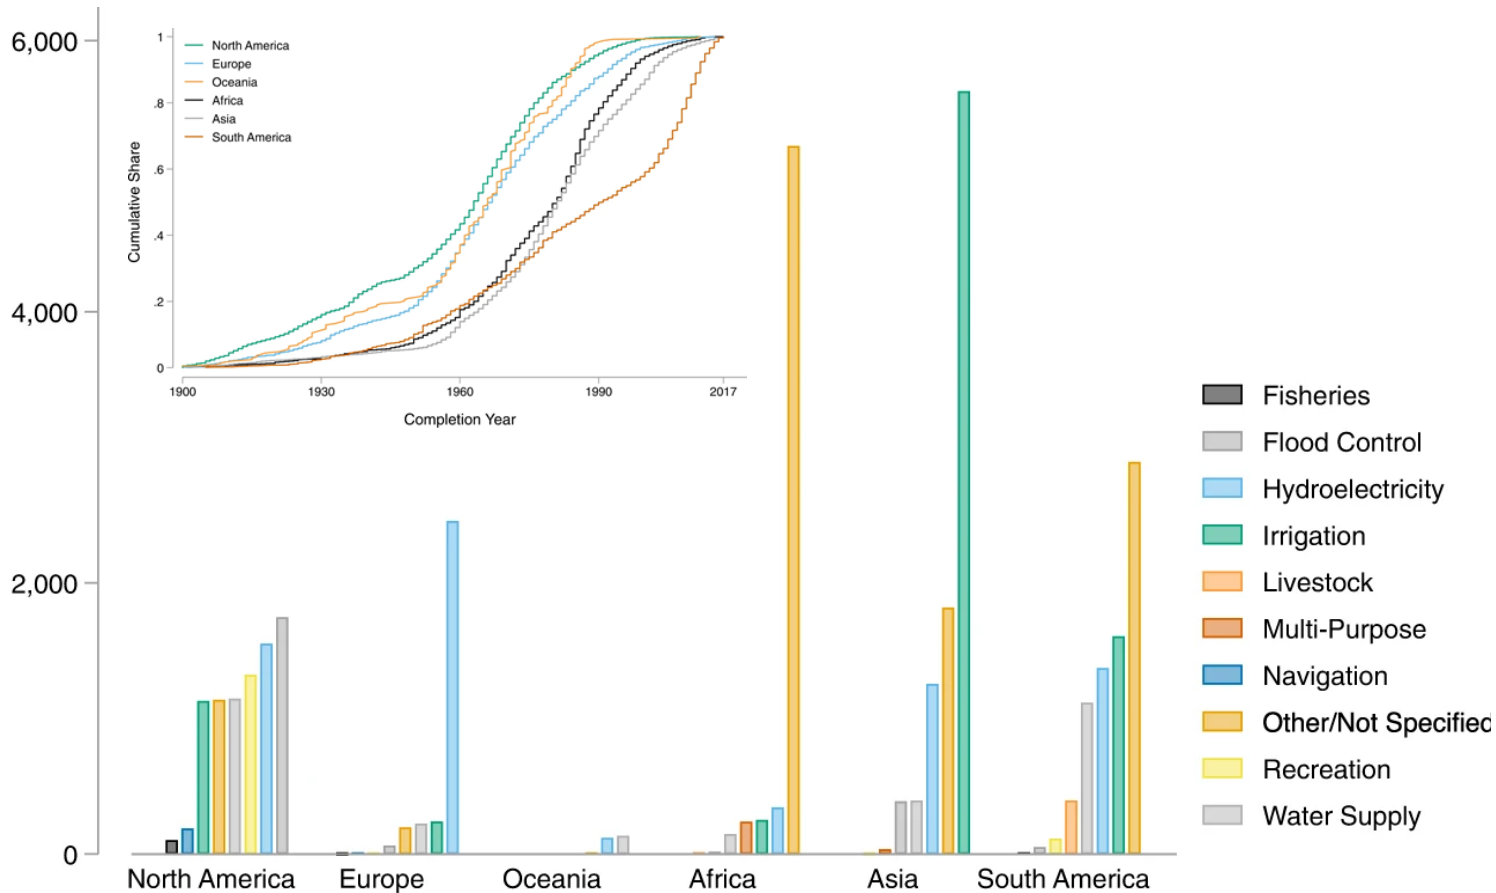 6,000
4,000
2,000
0
1
.8
.6
.4
.2
0
Cumulative Share
North America
Europe
Oceania
Africa
Asia
South America
1900 1930 1960 1990 2017
Completion Year
Fisheries
Flood Control
Hydroelectricity
Irrigation
Livestock
Multi-Purpose
Navigation
Other/Not Specified
Recreation
Water Supply
North America Europe Oceania Africa Asia South America